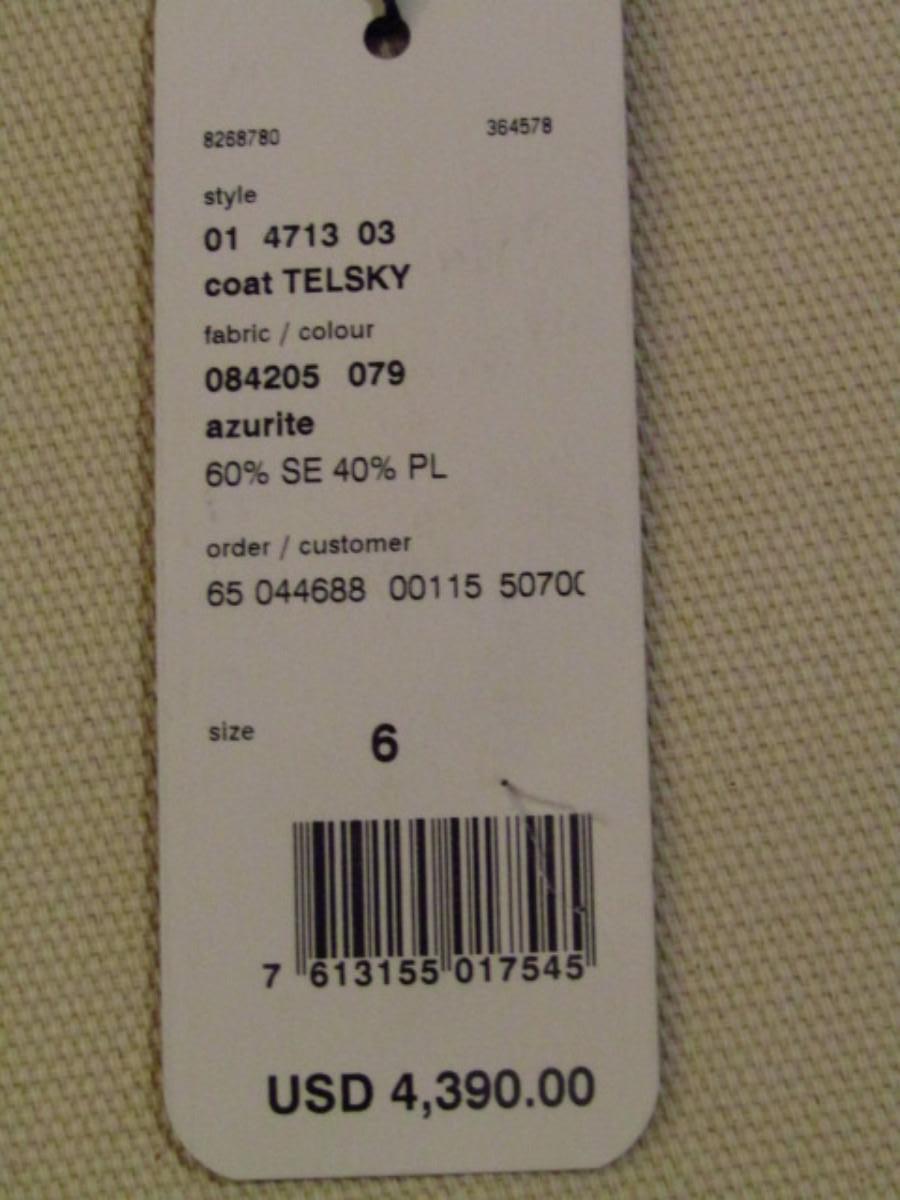 8268780 364578
style
01 4713 03
coat TELSKY
fabric / colour
084205 079
azurite
60% SE 40% PL
order / customer
65 044688 00115 5070
size 6
7 613155 017545
USD 4,390.00